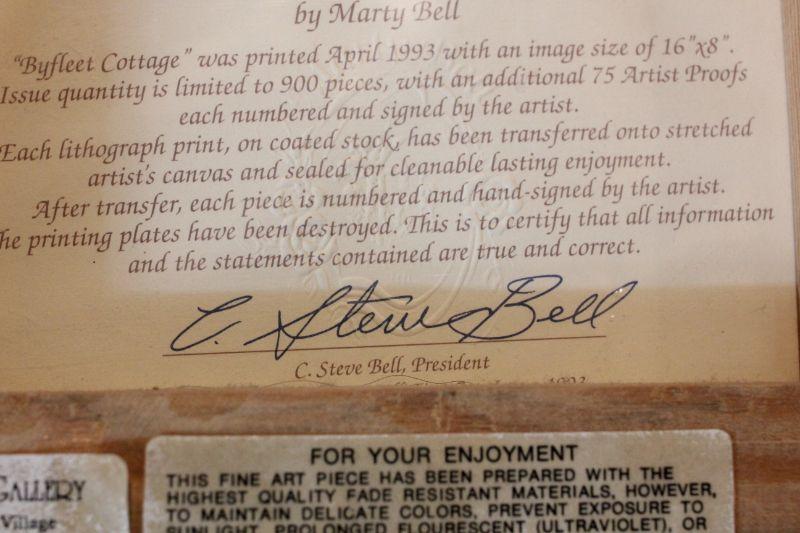 by Marty Bell
"Byfleet Cottage" was printed April 1993 with an image size of 16"x8".
Issue quantity is limited to 900 pieces, with an additional 75 Artist Proofs
each numbered and signed by the artist.
Each lithograph print, on coated stock, has been transferred onto stretched
artist's canvas and sealed for cleanable lasting enjoyment.
After transfer, each piece is numbered and hand-signed by the artist.
he printing plates have been destroyed. This is to certify that all information
and the statements contained are true and correct.
C. Steve Bell
C. Steve Bell, President
FOR YOUR ENJOYMENT
THIS FINE ART PIECE HAS BEEN PREPARED WITH THE
HIGHEST QUALITY FADE RESISTANT MATERIALS, HOWEVER,
TO MAINTAIN DELICATE COLORS, PREVENT EXPOSURE TO
SUNLIGHT, PROLONGED FLOURESCENT (ULTRAVIOLET), OR
GALLERY
Village